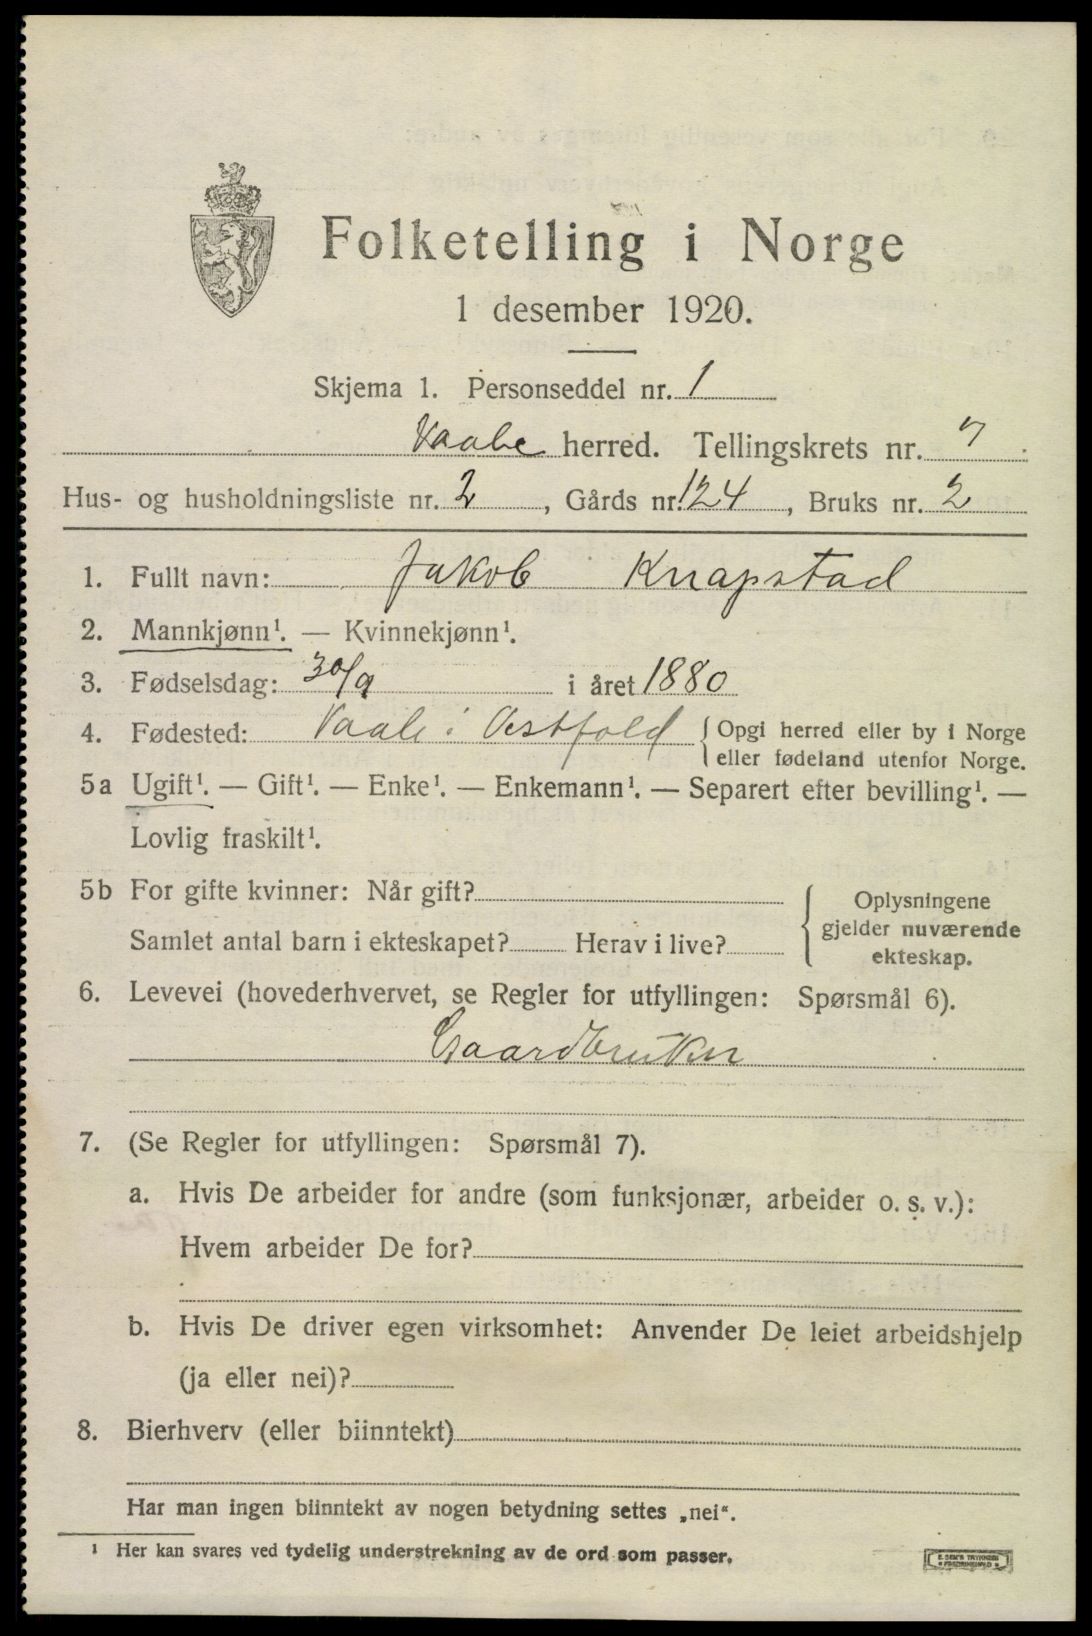 Folketelling i Norge
1 desember 1920.
Skjema 1. Personseddel nr. 1
Vaale herred. Tellingskrets nr. 7
Hus- og husholdningsliste nr. 2, Gårds nr. 124, Bruks nr. 2
1. Fullt navn: Jakob Knapstad
2. Mannkjønn¹. — Kvinnekjønn¹.
3. Fødselsdag: 30/9 i året 1880
4. Fødested: Vaale i Vestfold { Opgi herred eller by i Norge
eller fødeland utenfor Norge.
5a Ugift¹. — Gift¹. — Enke¹. — Enkemann¹. — Separert efter bevilling¹. —
Lovlig fraskilt¹.
5b For gifte kvinner: Når gift?
Samlet antal barn i ekteskapet? Herav i live?
{ Oplysningene
gjelder nuværende
ekteskap.
6. Levevei (hovederhvervet, se Regler for utfyllingen: Spørsmål 6).
Gaardbruker
7. (Se Regler for utfyllingen: Spørsmål 7).
a. Hvis De arbeider for andre (som funksjonær, arbeider o. s. v.):
Hvem arbeider De for?
b. Hvis De driver egen virksomhet: Anvender De leiet arbeidshjelp
(ja eller nei)?
8. Bierhverv (eller biinntekt)
Har man ingen biinntekt av nogen betydning settes „nei“.
¹ Her kan svares ved tydelig understrekning av de ord som passer.